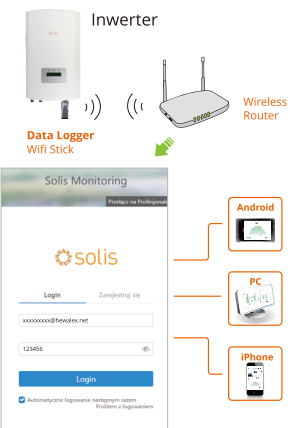 Inwerter
solis
Wireless
Router
Data Logger
Wifi Stick
Solis Monitoring
Przełącz na Profesjonal
solis
Login
Zarejestruj się
xxxxxxxxx@hewalex.net
123456
Login
Automatyczne logowanie następnym razem
Problem z logowaniem
Android
PC
iPhone